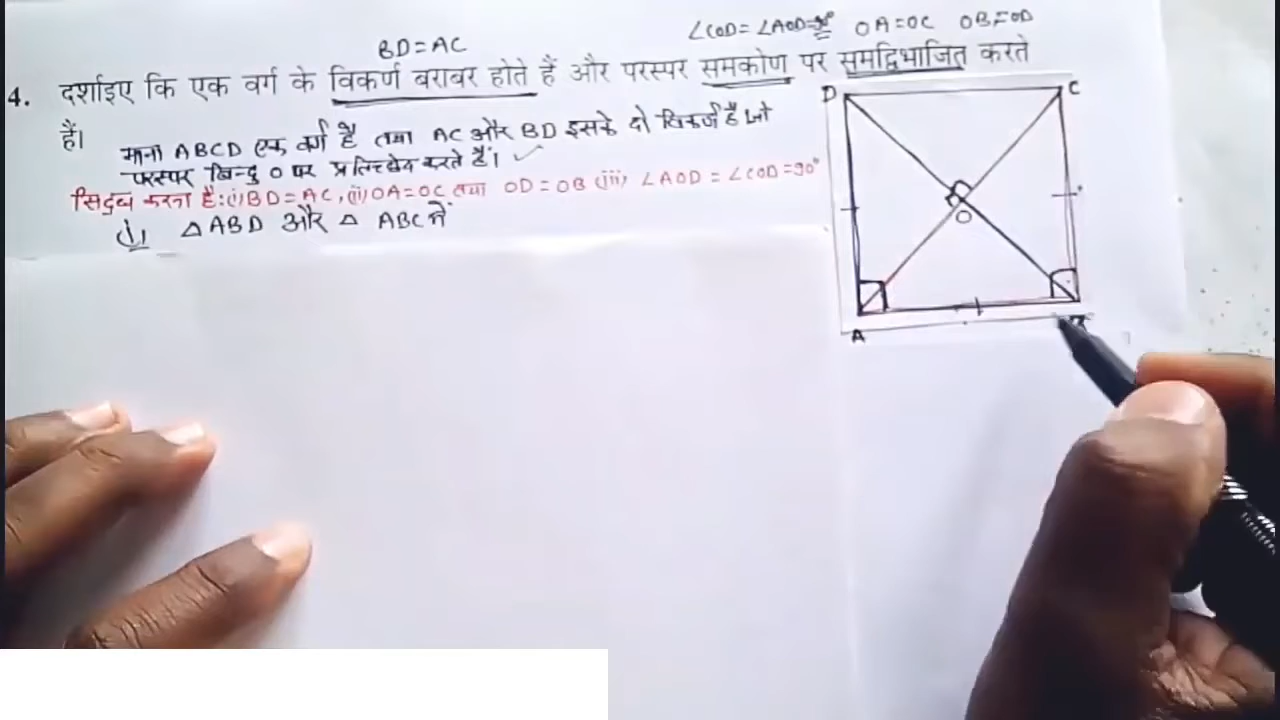 ∠COD = ∠AOD = 90° OA = OC OB = OD
BD = AC
4. दर्शाइए कि एक वर्ग के विकर्ण बराबर होते हैं और परस्पर समकोण पर समद्विभाजित करते
हैं।
माना ABCD एक वर्ग है तथा AC और BD इसके दो विकर्ण हैं जो
परस्पर बिन्दु O पर प्रतिच्छेद करते हैं।
सिद्ध करना है:(i) BD = AC, (ii) OA = OC तथा OD = OB (iii) ∠AOD = ∠COD = 90°
(i) △ABD और △ABC में
D C
O
A